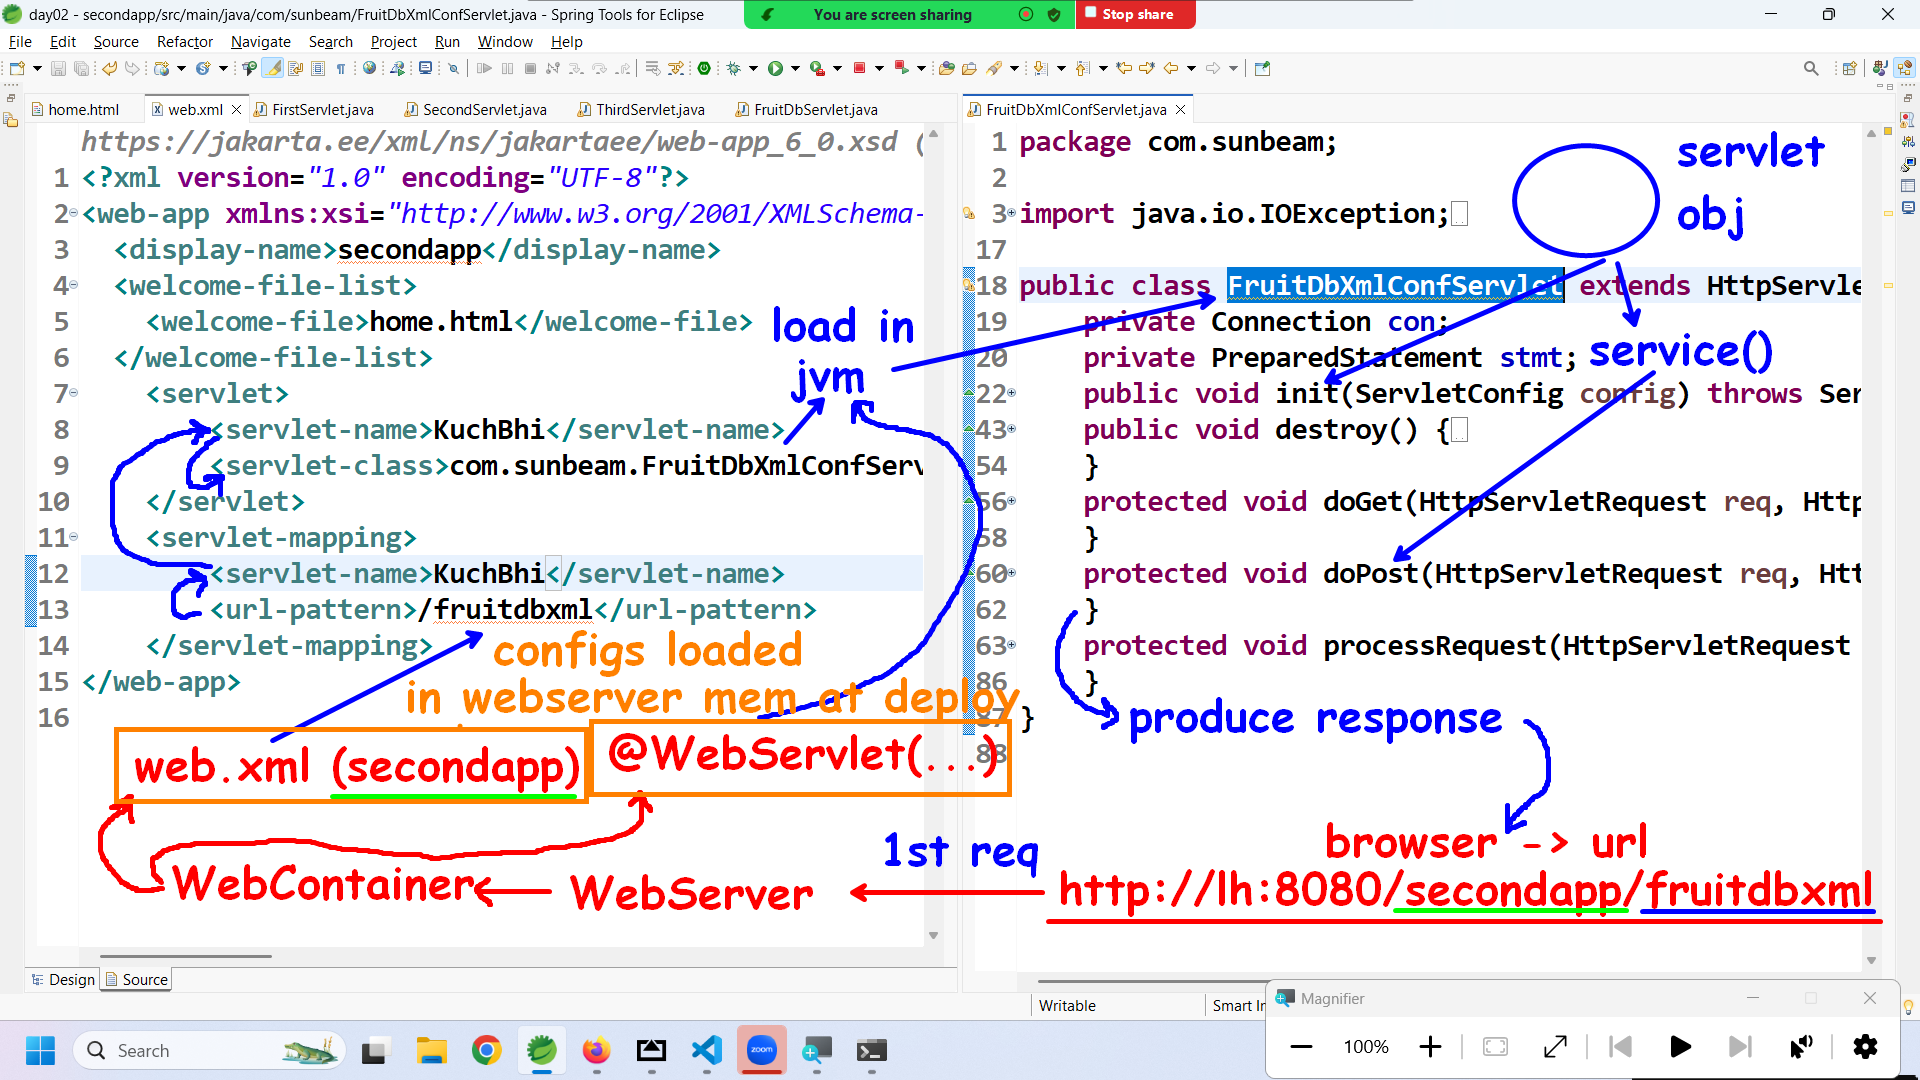 day02 - secondapp/src/main/java/com/sunbeam/FruitDbXmlConfServlet.java - Spring Tools for Eclipse
You are screen sharing
Stop share
File Edit Source Refactor Navigate Search Project Run Window Help
home.html
web.xml
FirstServlet.java
SecondServlet.java
ThirdServlet.java
FruitDbServlet.java
https://jakarta.ee/xml/ns/jakartaee/web-app_6_0.xsd (
1 <?xml version="1.0" encoding="UTF-8"?>
2 <web-app xmlns:xsi="http://www.w3.org/2001/XMLSchema-
3 <display-name>secondapp</display-name>
4 <welcome-file-list>
5 <welcome-file>home.html</welcome-file>
6 </welcome-file-list>
7 <servlet>
8 <servlet-name>KuchBhi</servlet-name>
9 <servlet-class>com.sunbeam.FruitDbXmlConfServ
10 </servlet>
11 <servlet-mapping>
12 <servlet-name>KuchBhi</servlet-name>
13 <url-pattern>/fruitdbxml</url-pattern>
14 </servlet-mapping>
15 </web-app>
16
load in
jvm
configs loaded
in webserver mem at deploy
web.xml (secondapp)
@WebServlet(...)
WebContainer
WebServer
Design Source
FruitDbXmlConfServlet.java
1 package com.sunbeam;
2
3 import java.io.IOException;
17
18 public class FruitDbXmlConfServlet extends HttpServle
19 private Connection con;
20 private PreparedStatement stmt;
22 public void init(ServletConfig config) throws Ser
43 public void destroy() {
54 }
56 protected void doGet(HttpServletRequest req, Http
58 }
60 protected void doPost(HttpServletRequest req, Htt
62 }
63 protected void processRequest(HttpServletRequest
86 }
87 }
88
servlet
obj
service()
produce response
1st req
browser -> url
http://lh:8080/secondapp/fruitdbxml
Writable
Smart In
Magnifier
100%
Search
zoom